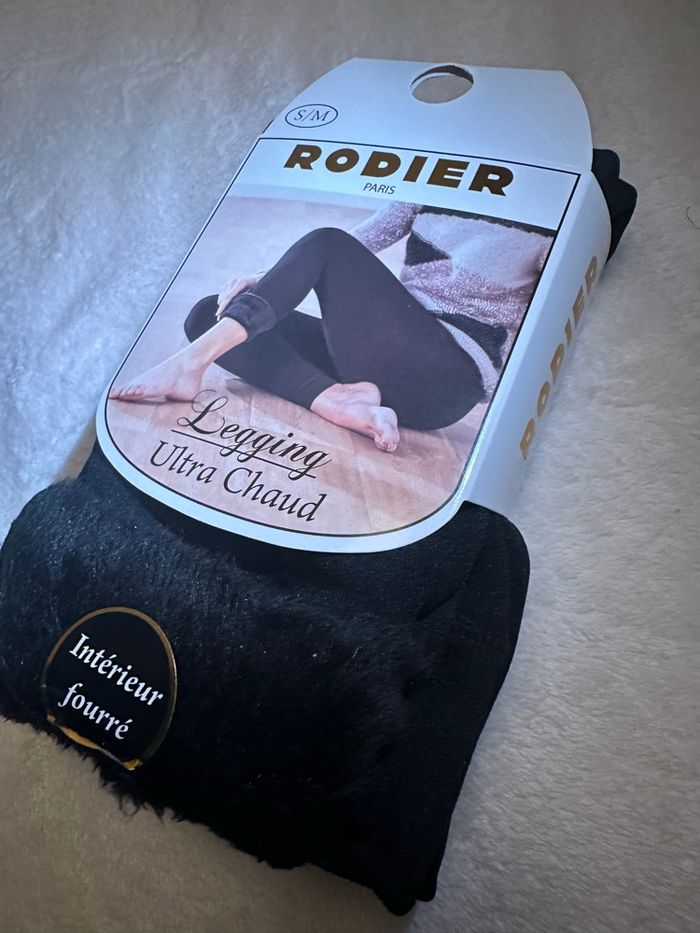 S/M
RODIER
PARIS
RODIER
Legging
Ultra Chaud
Intérieur
fourré